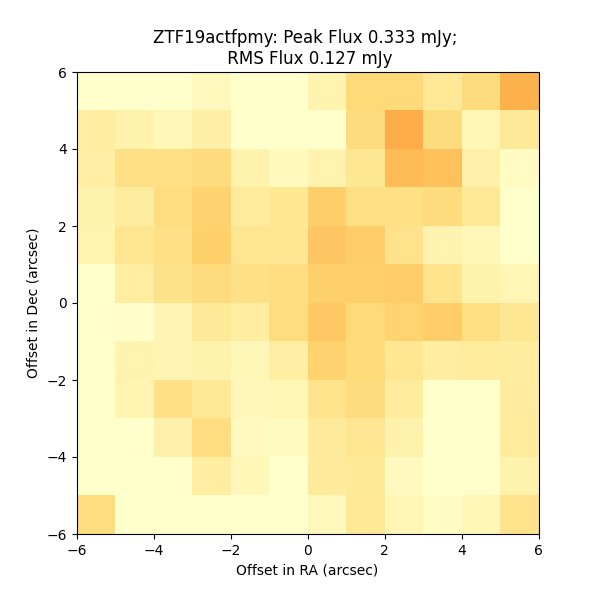 ZTF19actfpmy: Peak Flux 0.333 mJy;
RMS Flux 0.127 mJy
6
4
2
0
−2
−4
−6
Offset in Dec (arcsec)
−6 −4 −2 0 2 4 6
Offset in RA (arcsec)